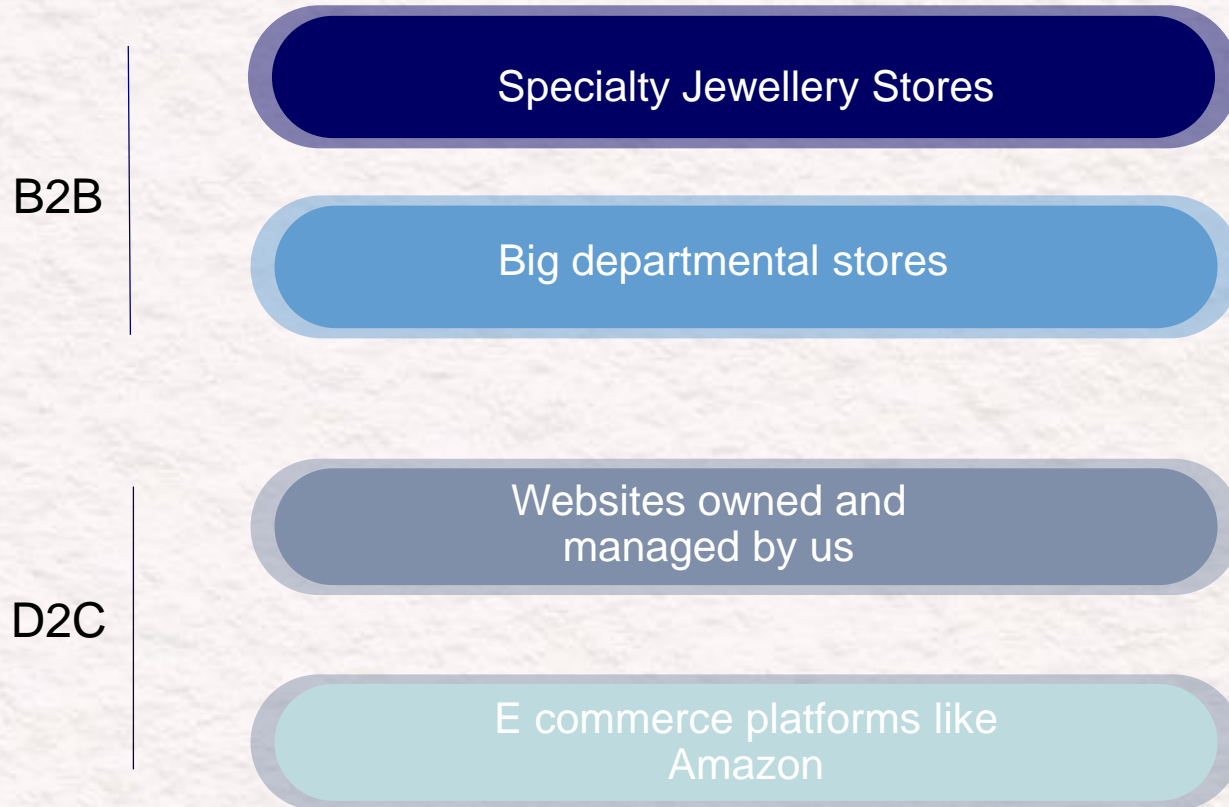 B2B
Specialty Jewellery Stores
Big departmental stores
D2C
Websites owned and
managed by us
E commerce platforms like
Amazon